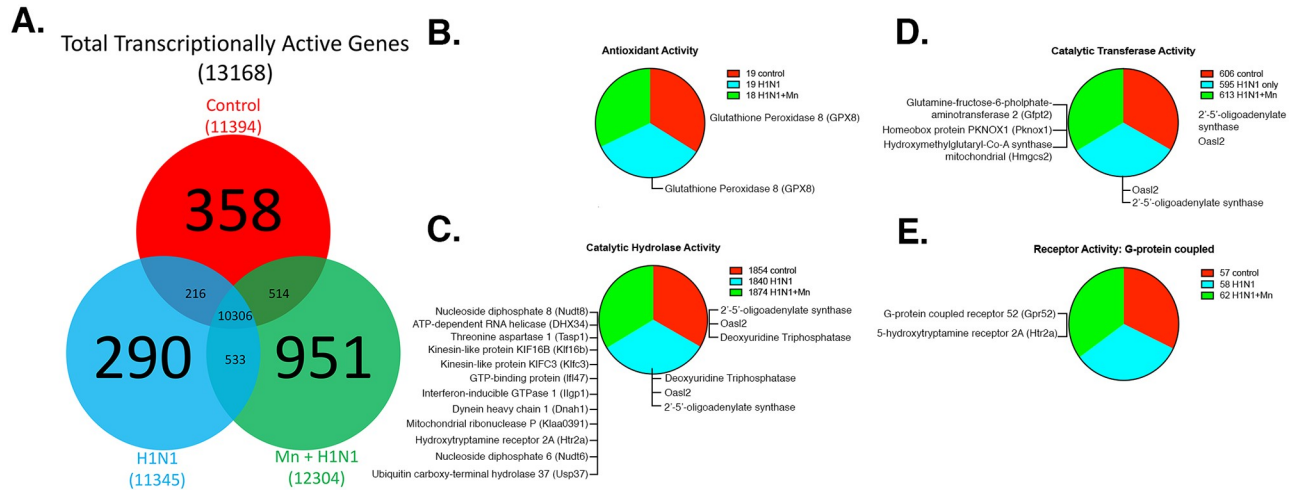 A.
Total Transcriptionally Active Genes
(13168)
Control
(11394)
358
216
514
10306
290
533
951
H1N1
(11345)
Mn + H1N1
(12304)
B.
Antioxidant Activity
19 control
19 H1N1
18 H1N1+Mn
Glutathione Peroxidase 8 (GPX8)
Glutathione Peroxidase 8 (GPX8)
C.
Catalytic Hydrolase Activity
1854 control
1840 H1N1
1874 H1N1+Mn
Nucleoside diphosphate 8 (Nudt8)
ATP-dependent RNA helicase (DHX34)
Threonine aspartase 1 (Tasp1)
Kinesin-like protein KIF16B (Klf16b)
Kinesin-like protein KIFC3 (Klfc3)
GTP-binding protein (Ifl47)
Interferon-inducible GTPase 1 (IIgp1)
Dynein heavy chain 1 (Dnah1)
Mitochondrial ribonuclease P (Klaa0391)
Hydroxytryptamine receptor 2A (Htr2a)
Nucleoside diphosphate 6 (Nudt6)
Ubiquitin carboxy-terminal hydrolase 37 (Usp37)
2'-5'-oligoadenylate synthase
Oasl2
Deoxyuridine Triphosphatase
Deoxyuridine Triphosphatase
Oasl2
2'-5'-oligoadenylate synthase
D.
Catalytic Transferase Activity
606 control
595 H1N1 only
613 H1N1+Mn
Glutamine-fructose-6-pholphate-
aminotransferase 2 (Gfpt2)
Homeobox protein PKNOX1 (Pknox1)
Hydroxymethylglutaryl-Co-A synthase
mitochondrial (Hmgcs2)
2'-5'-oligoadenylate
synthase
Oasl2
Oasl2
2'-5'-oligoadenylate synthase
E.
Receptor Activity: G-protein coupled
57 control
58 H1N1
62 H1N1+Mn
G-protein coupled receptor 52 (Gpr52)
5-hydroxytryptamine receptor 2A (Htr2a)